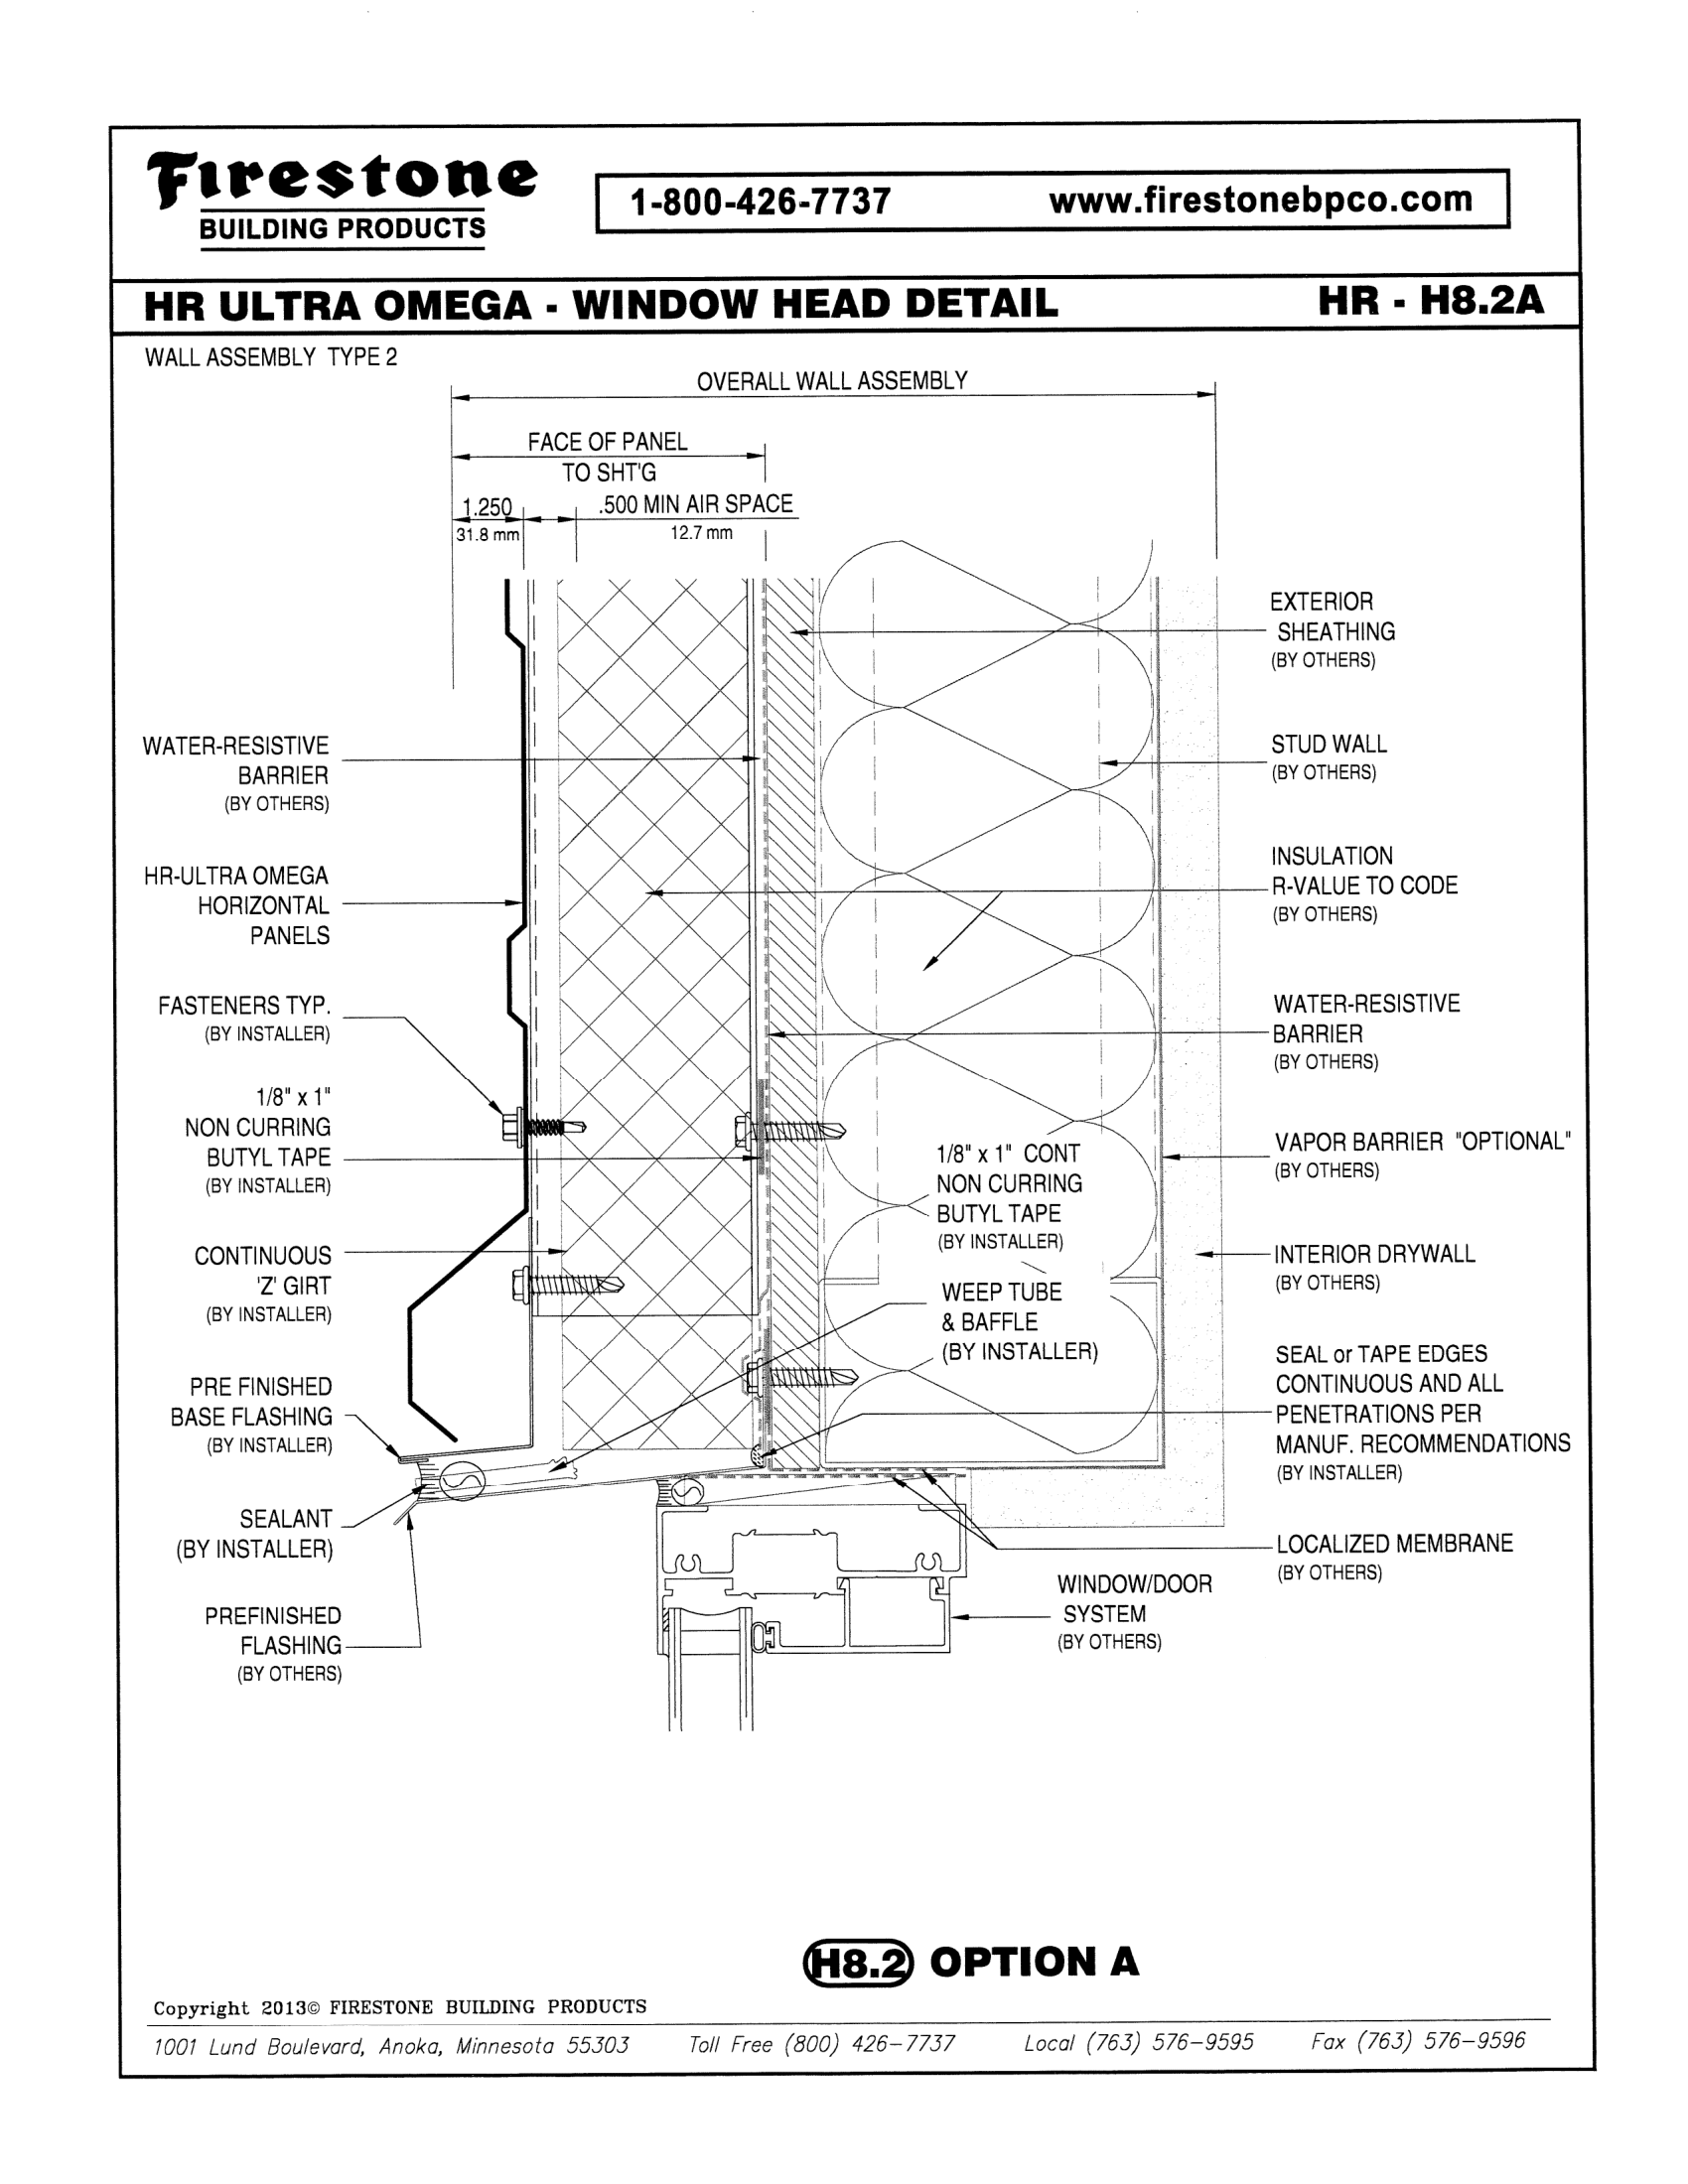 Firestone
BUILDING PRODUCTS
1-800-426-7737 www.firestonebpco.com
HR ULTRA OMEGA - WINDOW HEAD DETAIL HR - H8.2A
WALL ASSEMBLY TYPE 2
OVERALL WALL ASSEMBLY
FACE OF PANEL
TO SHT'G
1.250 .500 MIN AIR SPACE
31.8 mm 12.7 mm
WATER-RESISTIVE
BARRIER
(BY OTHERS)
HR-ULTRA OMEGA
HORIZONTAL
PANELS
FASTENERS TYP.
(BY INSTALLER)
1/8" x 1"
NON CURRING
BUTYL TAPE
(BY INSTALLER)
CONTINUOUS
'Z' GIRT
(BY INSTALLER)
PRE FINISHED
BASE FLASHING
(BY INSTALLER)
SEALANT
(BY INSTALLER)
PREFINISHED
FLASHING
(BY OTHERS)
1/8" x 1" CONT
NON CURRING
BUTYL TAPE
(BY INSTALLER)
WEEP TUBE
& BAFFLE
(BY INSTALLER)
EXTERIOR
SHEATHING
(BY OTHERS)
STUD WALL
(BY OTHERS)
INSULATION
R-VALUE TO CODE
(BY OTHERS)
WATER-RESISTIVE
BARRIER
(BY OTHERS)
VAPOR BARRIER "OPTIONAL"
(BY OTHERS)
INTERIOR DRYWALL
(BY OTHERS)
SEAL or TAPE EDGES
CONTINUOUS AND ALL
PENETRATIONS PER
MANUF. RECOMMENDATIONS
(BY INSTALLER)
LOCALIZED MEMBRANE
(BY OTHERS)
WINDOW/DOOR
SYSTEM
(BY OTHERS)
H8.2 OPTION A
Copyright 2013© FIRESTONE BUILDING PRODUCTS
1001 Lund Boulevard, Anoka, Minnesota 55303 Toll Free (800) 426-7737 Local (763) 576-9595 Fax (763) 576-9596